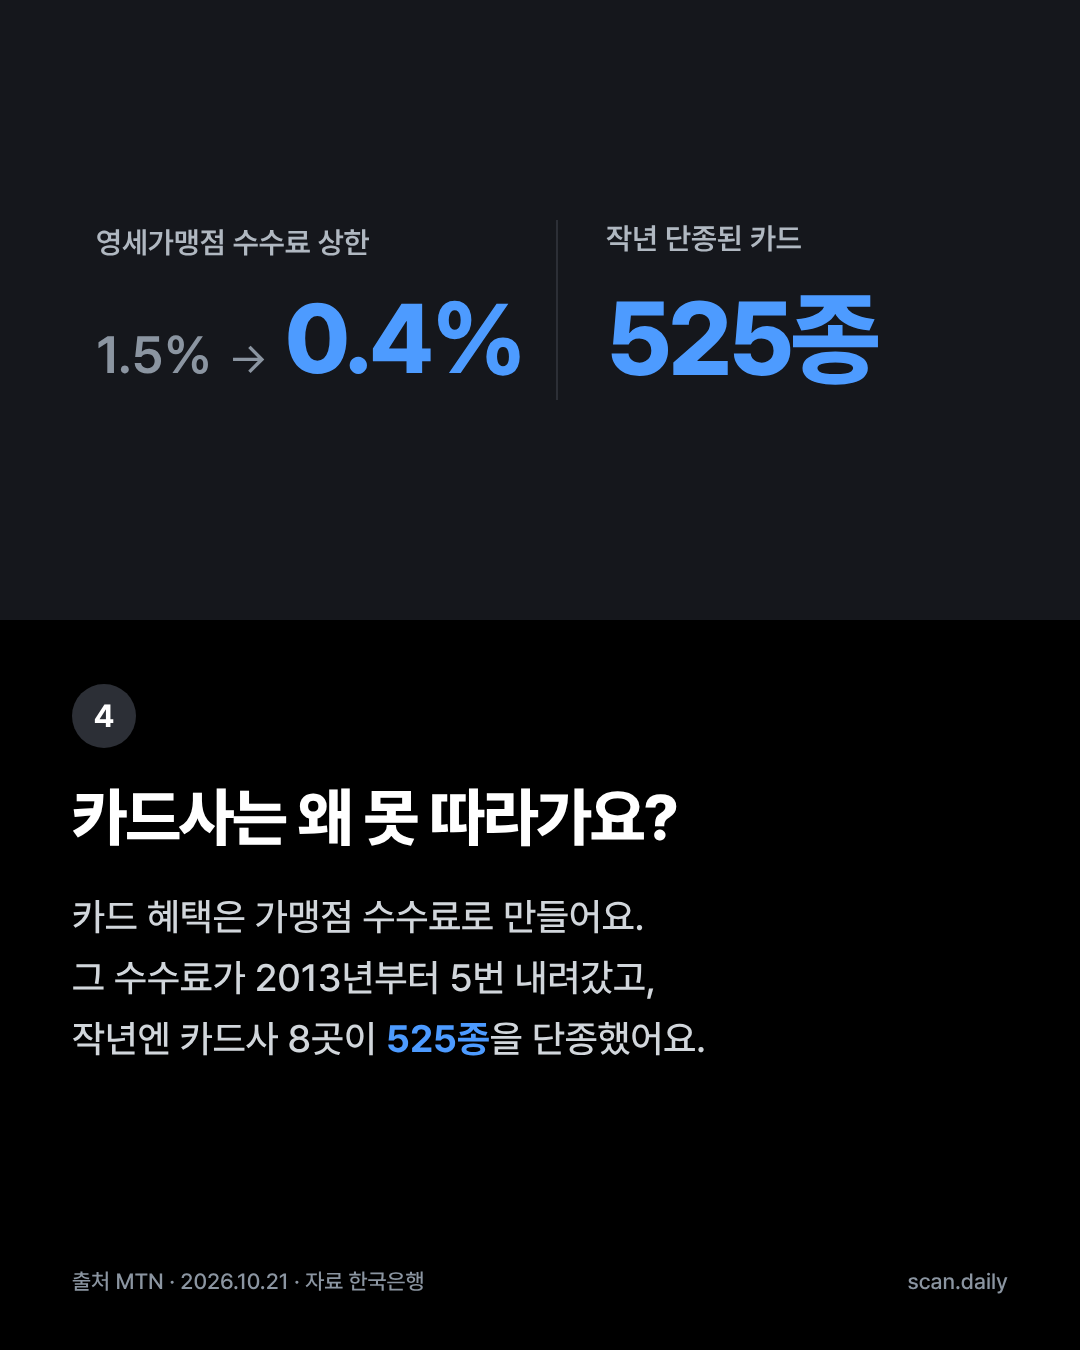 영세가맹점 수수료 상한
1.5% → 0.4%
작년 단종된 카드
525종
4
카드사는 왜 못 따라가요?
카드 혜택은 가맹점 수수료로 만들어요.
그 수수료가 2013년부터 5번 내려갔고,
작년엔 카드사 8곳이 525종을 단종했어요.
출처 MTN · 2026.10.21 · 자료 한국은행
scan.daily